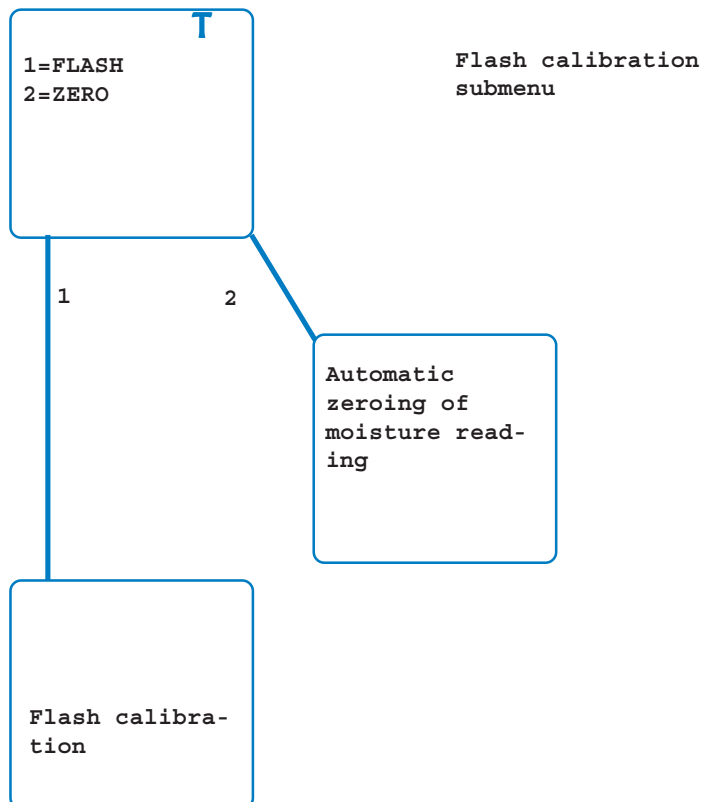 T
1=FLASH
2=ZERO
Flash calibration
submenu
1
2
Automatic
zeroing of
moisture read-
ing
Flash calibra-
tion